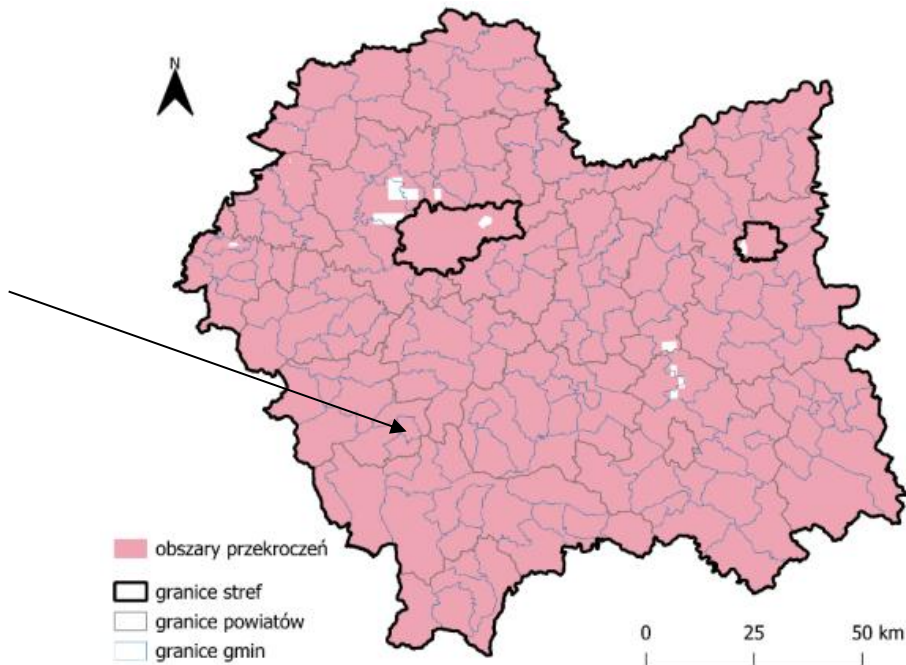 N
obszary przekroczeń
granice stref
granice powiatów
granice gmin
0 25 50 km